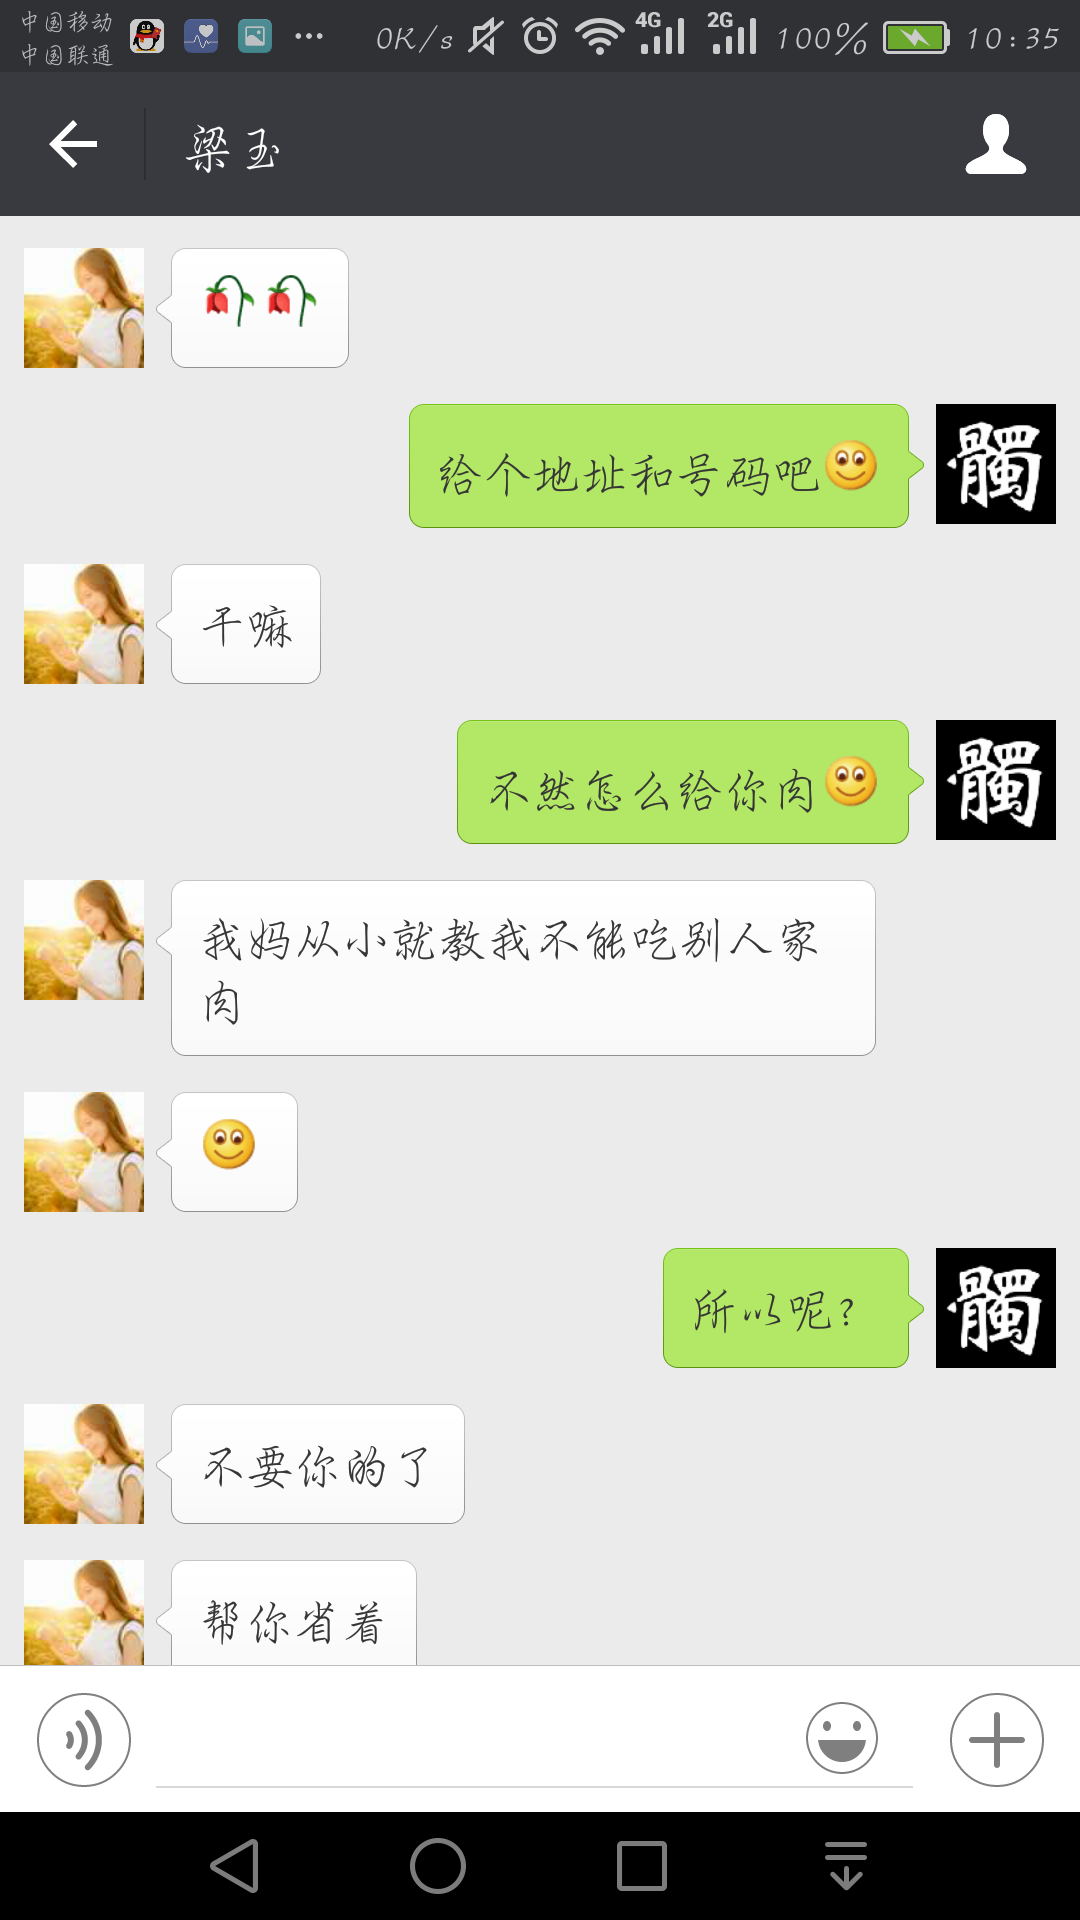 中国移动
中国联通
0K/s
4G
2G
100%
10:35
梁玉
给个地址和号码吧
髑
干嘛
不然怎么给你肉
髑
我妈从小就教我不能吃别人家
肉
所以呢?
髑
不要你的了
帮你省着